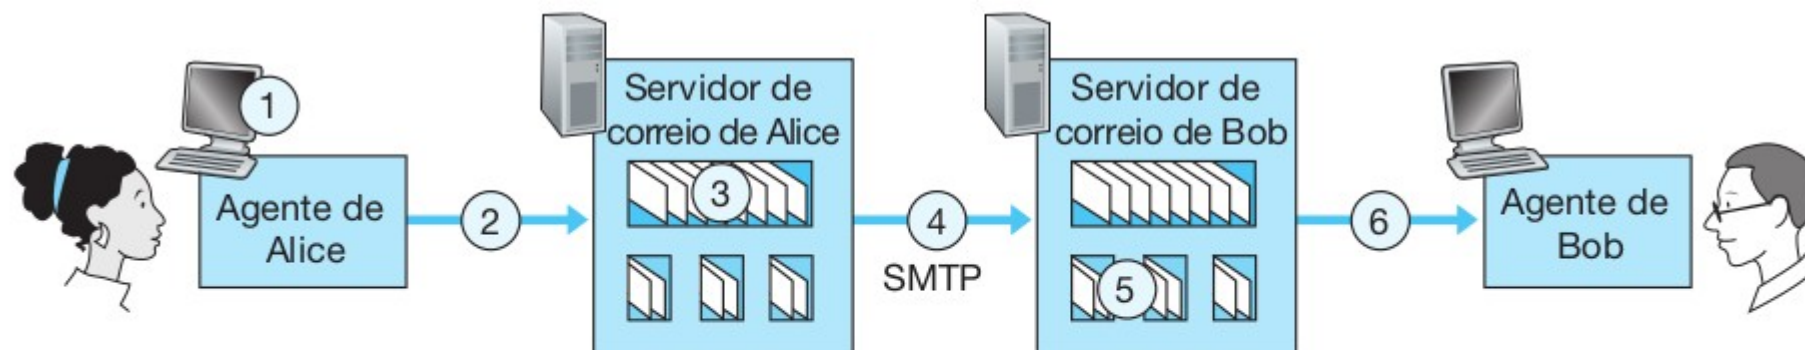 1
Agente de
Alice
2
Servidor de
correio de Alice
3
4
SMTP
Servidor de
correio de Bob
5
6
Agente de
Bob